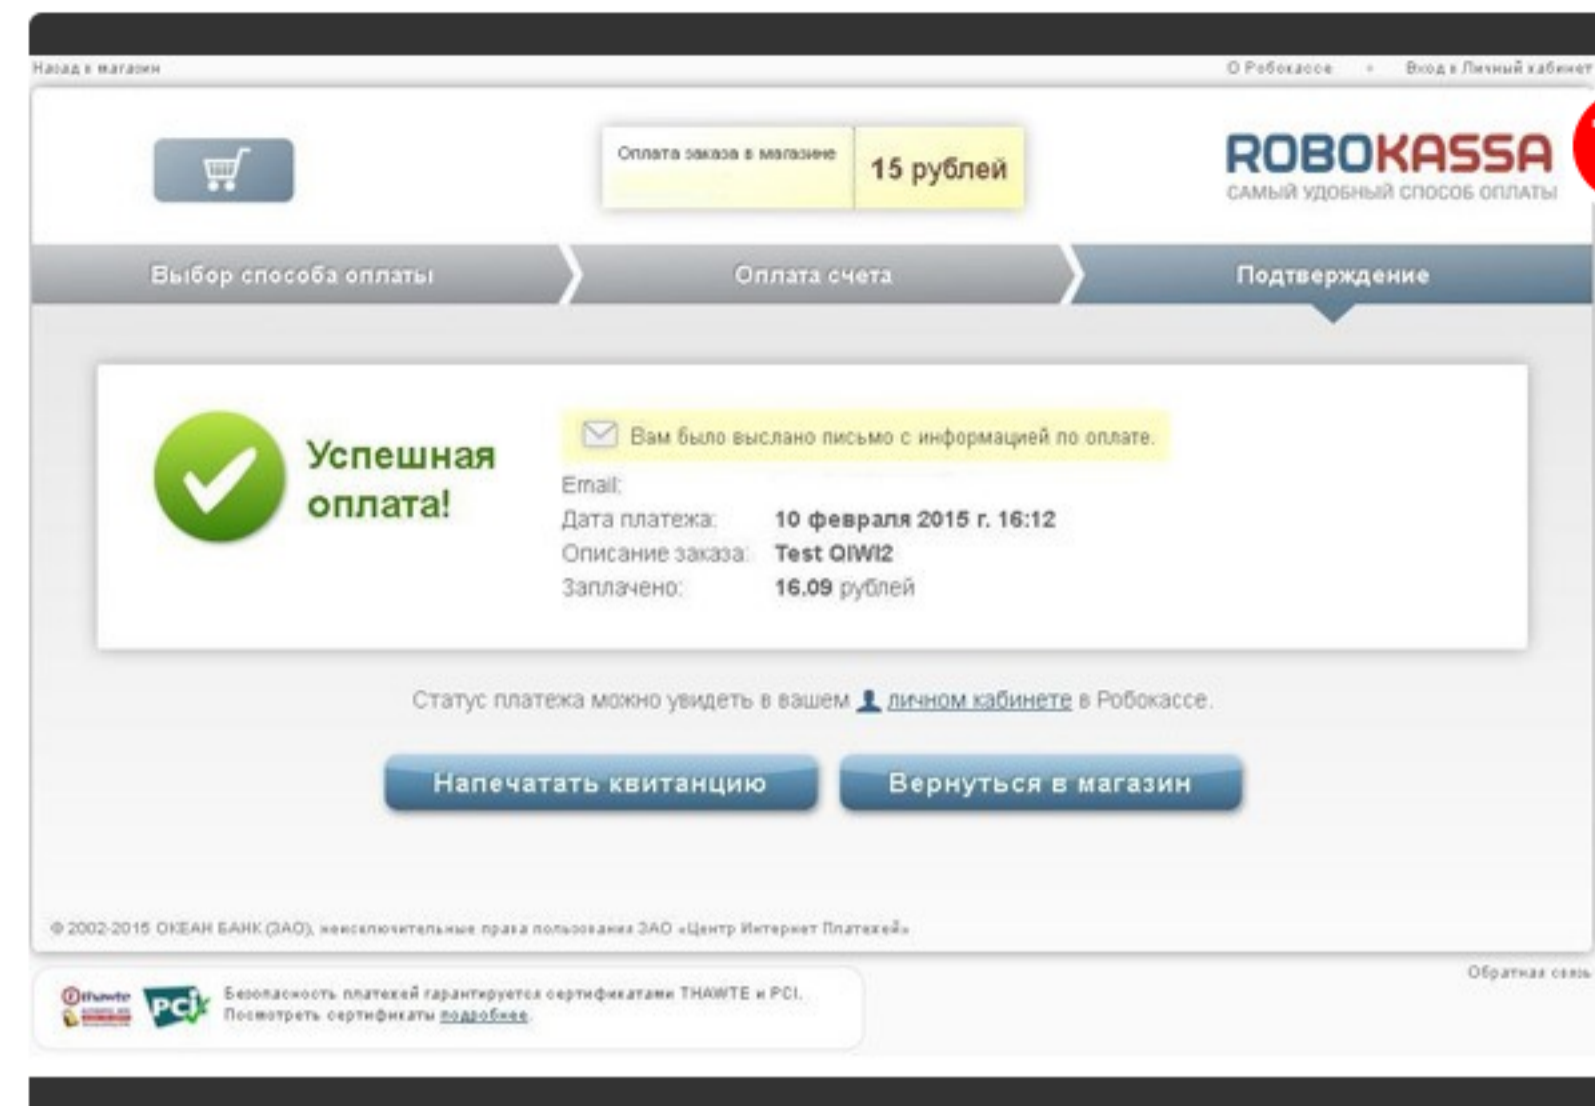 Назад в магазин
О Робокассе • Вход в Личный кабинет
Оплата заказа в магазине
15 рублей
ROBOKASSA
САМЫЙ УДОБНЫЙ СПОСОБ ОПЛАТЫ
Выбор способа оплаты
Оплата счета
Подтверждение
Успешная
оплата!
Вам было выслано письмо с информацией по оплате.
Email:
Дата платежа: 10 февраля 2015 г. 16:12
Описание заказа: Test QIWI2
Заплачено: 16.09 рублей
Статус платежа можно увидеть в вашем личном кабинете в Робокассе.
Напечатать квитанцию
Вернуться в магазин
© 2002-2015 ОКЕАН БАНК (ЗАО), неисключительные права пользования ЗАО «Центр Интернет Платежей»
Обратная связь
thawte
PCI
Безопасность платежей гарантируется сертификатами THAWTE и PCI.
Посмотреть сертификаты подробнее.